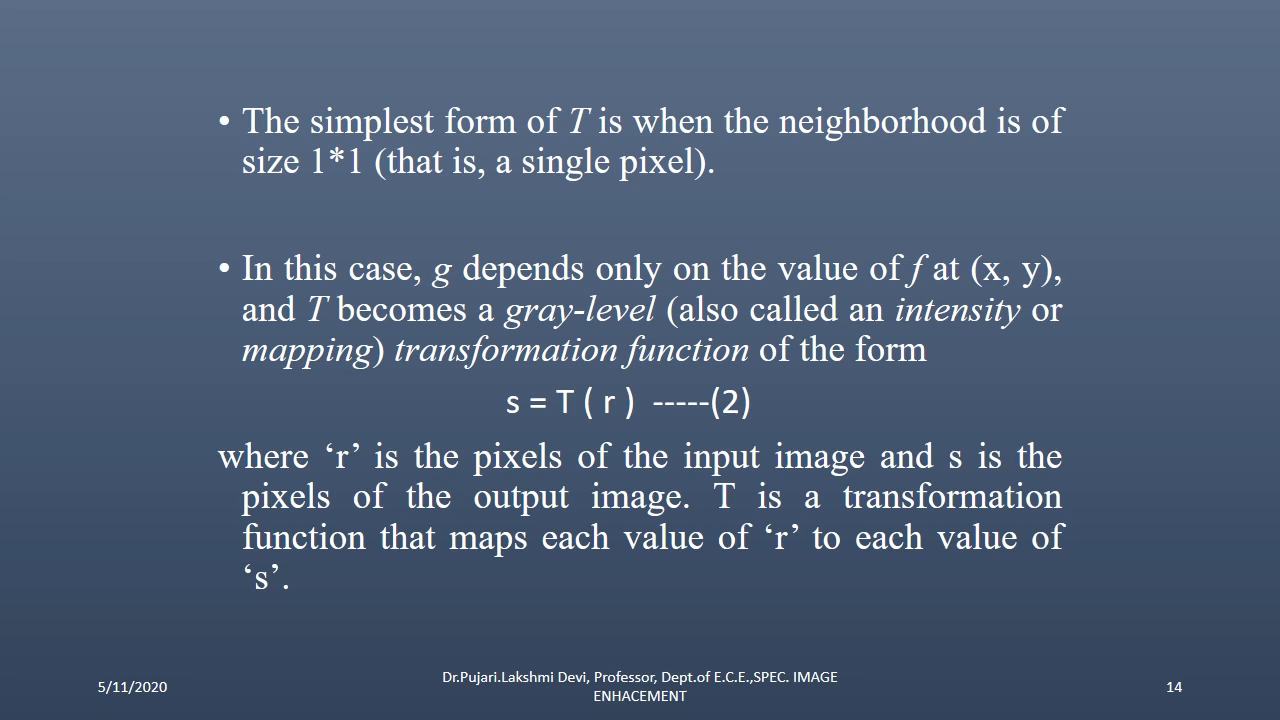 • The simplest form of T is when the neighborhood is of
size 1*1 (that is, a single pixel).
• In this case, g depends only on the value of f at (x, y),
and T becomes a gray-level (also called an intensity or
mapping) transformation function of the form
s = T ( r ) -----(2)
where ‘r’ is the pixels of the input image and s is the
pixels of the output image. T is a transformation
function that maps each value of ‘r’ to each value of
‘s’.
5/11/2020
Dr.Pujari.Lakshmi Devi, Professor, Dept.of E.C.E.,SPEC. IMAGE
ENHACEMENT
14